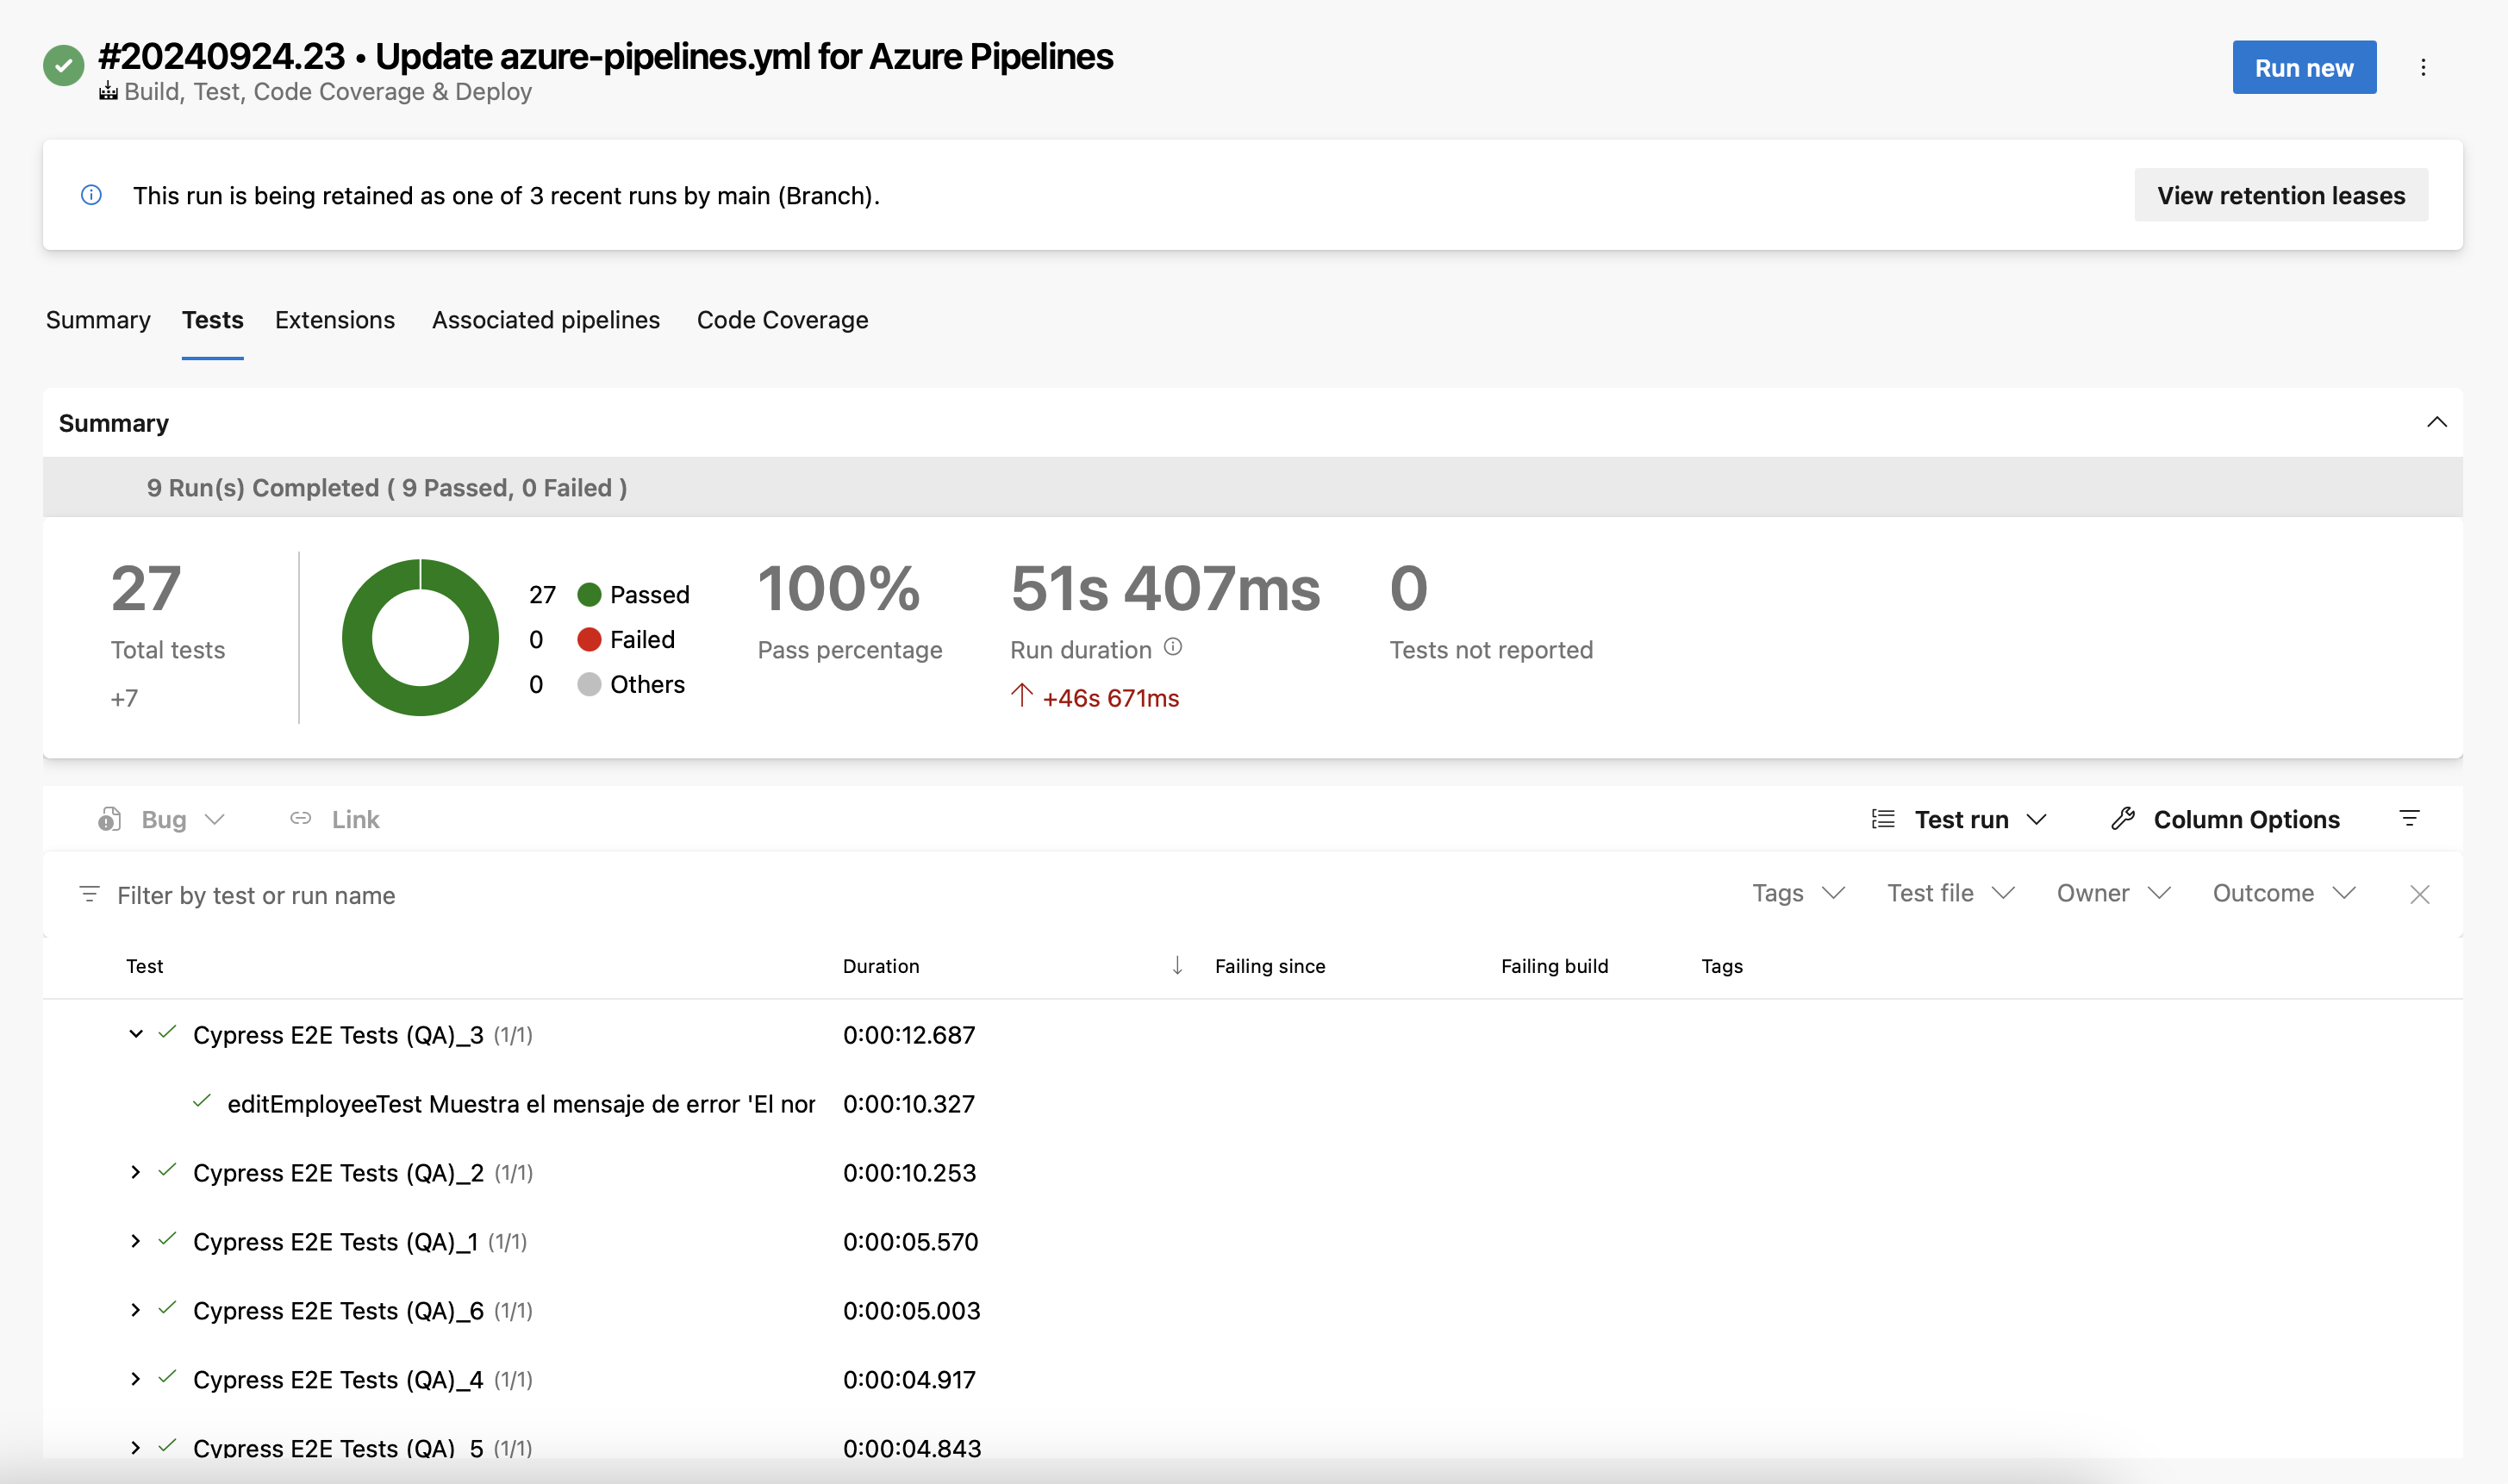 #20240924.23 • Update azure-pipelines.yml for Azure Pipelines
Build, Test, Code Coverage & Deploy
Run new
This run is being retained as one of 3 recent runs by main (Branch).
View retention leases
Summary Tests Extensions Associated pipelines Code Coverage
Summary
9 Run(s) Completed ( 9 Passed, 0 Failed )
27
Total tests
+7
27 Passed
0 Failed
0 Others
100%
Pass percentage
51s 407ms
Run duration
+46s 671ms
0
Tests not reported
Bug Link Test run Column Options
Filter by test or run name Tags Test file Owner Outcome
Test Duration Failing since Failing build Tags
Cypress E2E Tests (QA)_3 (1/1) 0:00:12.687
editEmployeeTest Muestra el mensaje de error 'El nor 0:00:10.327
Cypress E2E Tests (QA)_2 (1/1) 0:00:10.253
Cypress E2E Tests (QA)_1 (1/1) 0:00:05.570
Cypress E2E Tests (QA)_6 (1/1) 0:00:05.003
Cypress E2E Tests (QA)_4 (1/1) 0:00:04.917
Cypress E2E Tests (QA)_5 (1/1) 0:00:04.843